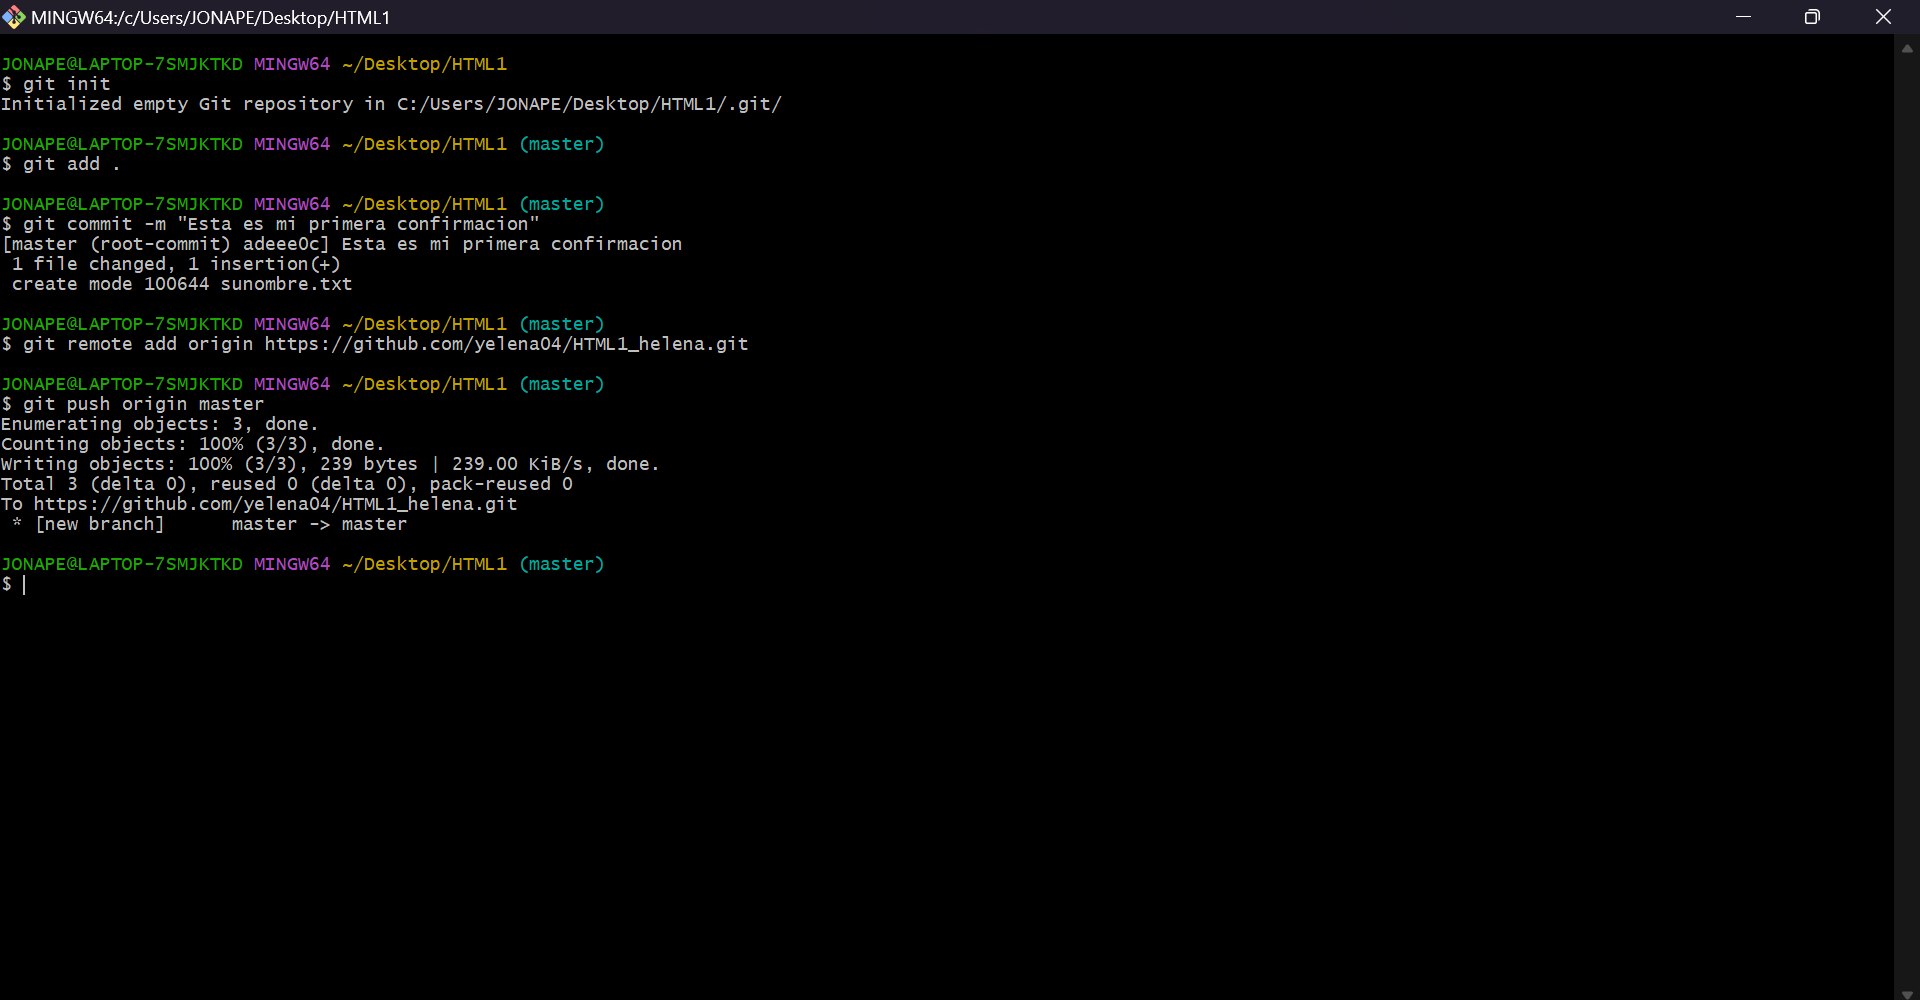 MINGW64:/c/Users/JONAPE/Desktop/HTML1
JONAPE@LAPTOP-7SMJKTKD MINGW64 ~/Desktop/HTML1
$ git init
Initialized empty Git repository in C:/Users/JONAPE/Desktop/HTML1/.git/
JONAPE@LAPTOP-7SMJKTKD MINGW64 ~/Desktop/HTML1 (master)
$ git add .
JONAPE@LAPTOP-7SMJKTKD MINGW64 ~/Desktop/HTML1 (master)
$ git commit -m "Esta es mi primera confirmacion"
[master (root-commit) adeee0c] Esta es mi primera confirmacion
 1 file changed, 1 insertion(+)
 create mode 100644 sunombre.txt
JONAPE@LAPTOP-7SMJKTKD MINGW64 ~/Desktop/HTML1 (master)
$ git remote add origin https://github.com/yelena04/HTML1_helena.git
JONAPE@LAPTOP-7SMJKTKD MINGW64 ~/Desktop/HTML1 (master)
$ git push origin master
Enumerating objects: 3, done.
Counting objects: 100% (3/3), done.
Writing objects: 100% (3/3), 239 bytes | 239.00 KiB/s, done.
Total 3 (delta 0), reused 0 (delta 0), pack-reused 0
To https://github.com/yelena04/HTML1_helena.git
 * [new branch]      master -> master
JONAPE@LAPTOP-7SMJKTKD MINGW64 ~/Desktop/HTML1 (master)
$